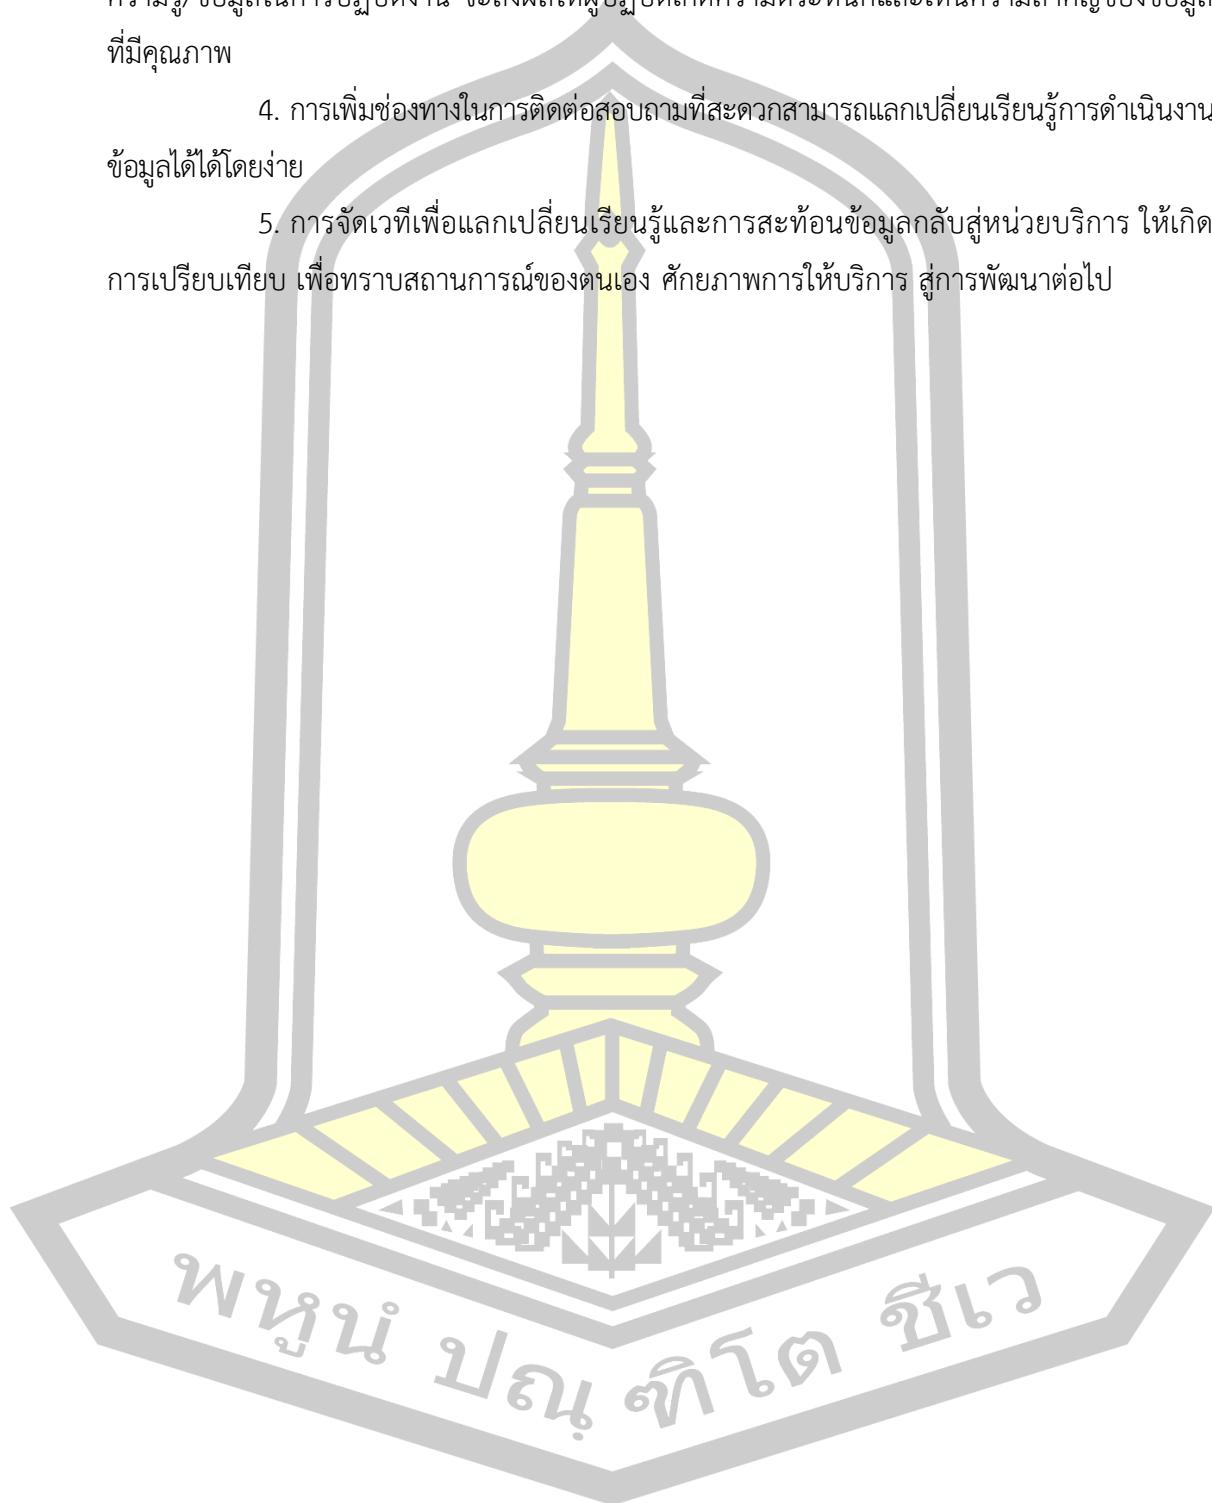 ที่มีคุณภาพ
4. การเพิ่มช่องทางในการติดต่อสอบถามที่สะดวกสามารถแลกเปลี่ยนเรียนรู้การดำเนินงาน
ข้อมูลได้ได้โดยง่าย
5. การจัดเวทีเพื่อแลกเปลี่ยนเรียนรู้และการสะท้อนข้อมูลกลับสู่หน่วยบริการ ให้เกิด
การเปรียบเทียบ เพื่อทราบสถานการณ์ของตนเอง ศักยภาพการให้บริการ สู่การพัฒนาต่อไป
พหูนํ ปณฺฑิโต ชีเว